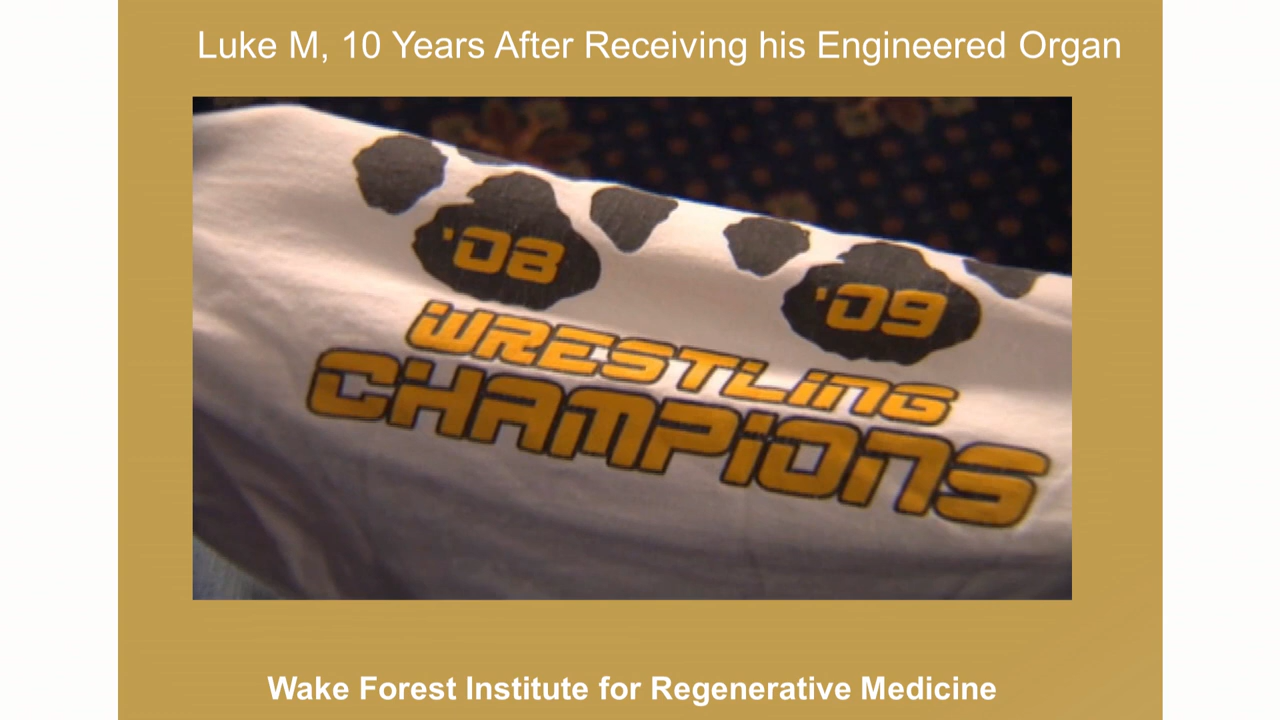 Luke M, 10 Years After Receiving his Engineered Organ
'08
'09
WRESTLING
CHAMPIONS
Wake Forest Institute for Regenerative Medicine